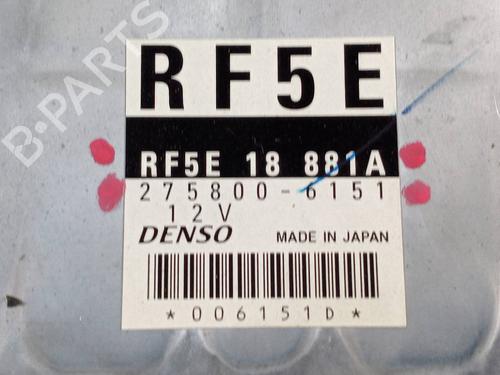 RF5E
RF5E 18 881A
275800-6151
12V
DENSO MADE IN JAPAN
*006151D*
B-PARTS